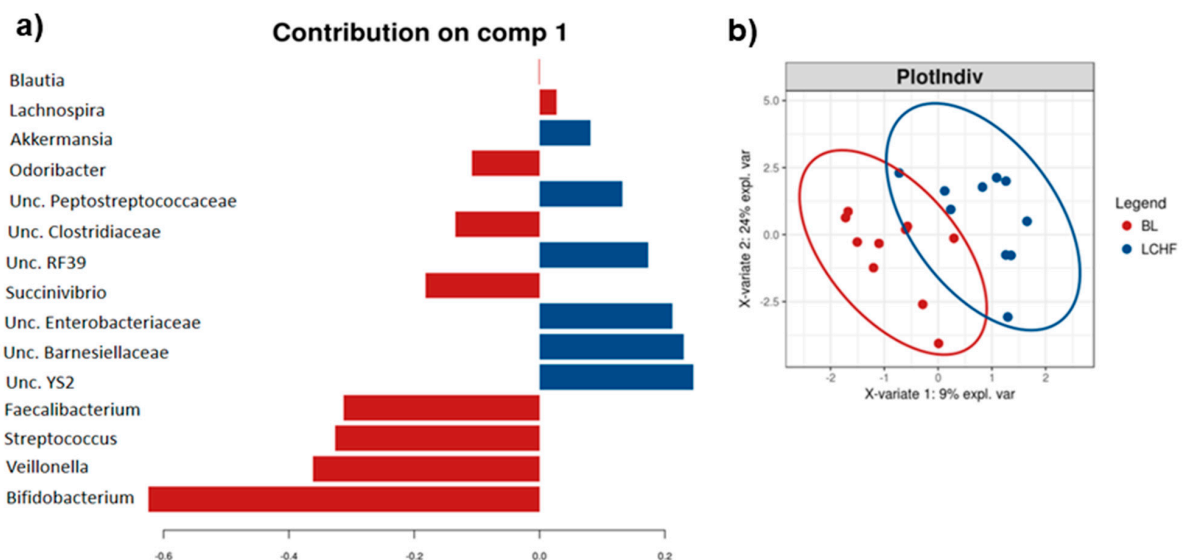 a)
Contribution on comp 1
Blautia
Lachnospira
Akkermansia
Odoribacter
Unc. Peptostreptococcaceae
Unc. Clostridiaceae
Unc. RF39
Succinivibrio
Unc. Enterobacteriaceae
Unc. Barnesiellaceae
Unc. YS2
Faecalibacterium
Streptococcus
Veillonella
Bifidobacterium
-0.6 -0.4 -0.2 0.0 0.2
b)
PlotIndiv
5.0
2.5
0.0
-2.5
X-variate 2: 24% expl. var
-2 -1 0 1 2
X-variate 1: 9% expl. var
Legend
BL
LCHF